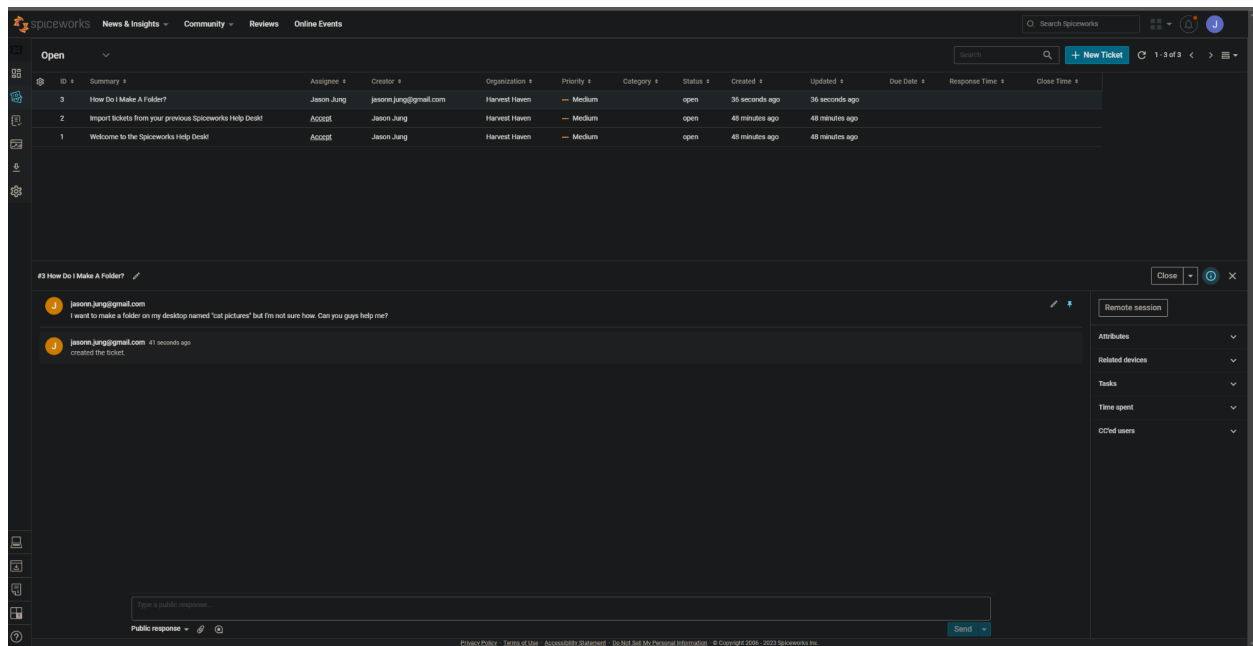 spiceworks News & Insights Community Reviews Online Events Search Spiceworks J
Open Search + New Ticket 1 - 3 of 3
ID Summary Assignee Creator Organization Priority Category Status Created Updated Due Date Response Time Close Time
3 How Do I Make A Folder? Jason Jung jasonn.jung@gmail.com Harvest Haven — Medium open 36 seconds ago 36 seconds ago
2 Import tickets from your previous Spiceworks Help Desk! Accept Jason Jung Harvest Haven — Medium open 48 minutes ago 48 minutes ago
1 Welcome to the Spiceworks Help Desk! Accept Jason Jung Harvest Haven — Medium open 48 minutes ago 48 minutes ago
#3 How Do I Make A Folder? Close
J jasonn.jung@gmail.com
I want to make a folder on my desktop named "cat pictures" but I'm not sure how. Can you guys help me?
Remote session
J jasonn.jung@gmail.com 41 seconds ago
created the ticket.
Attributes
Related devices
Tasks
Time spent
CC'ed users
Type a public response...
Public response Send
Privacy Policy · Terms of Use · Accessibility Statement · Do Not Sell My Personal Information · © Copyright 2006 - 2023 Spiceworks Inc.